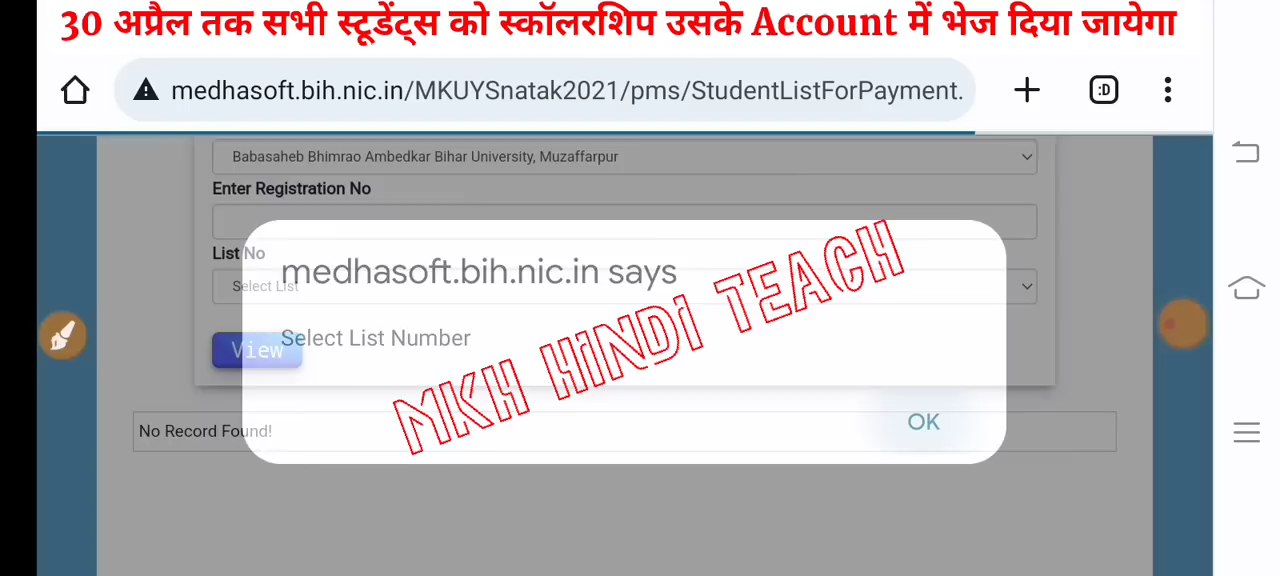 30 अप्रैल तक सभी स्टूडेंट्स को स्कॉलरशिप उसके Account में भेज दिया जायेगा
medhasoft.bih.nic.in/MKUYSnatak2021/pms/StudentListForPayment.
:D
Babasaheb Bhimrao Ambedkar Bihar University, Muzaffarpur
Enter Registration No
List No
medhasoft.bih.nic.in says
Select List
Select List Number
View
MKH HINDI TEACH
OK
No Record Found!